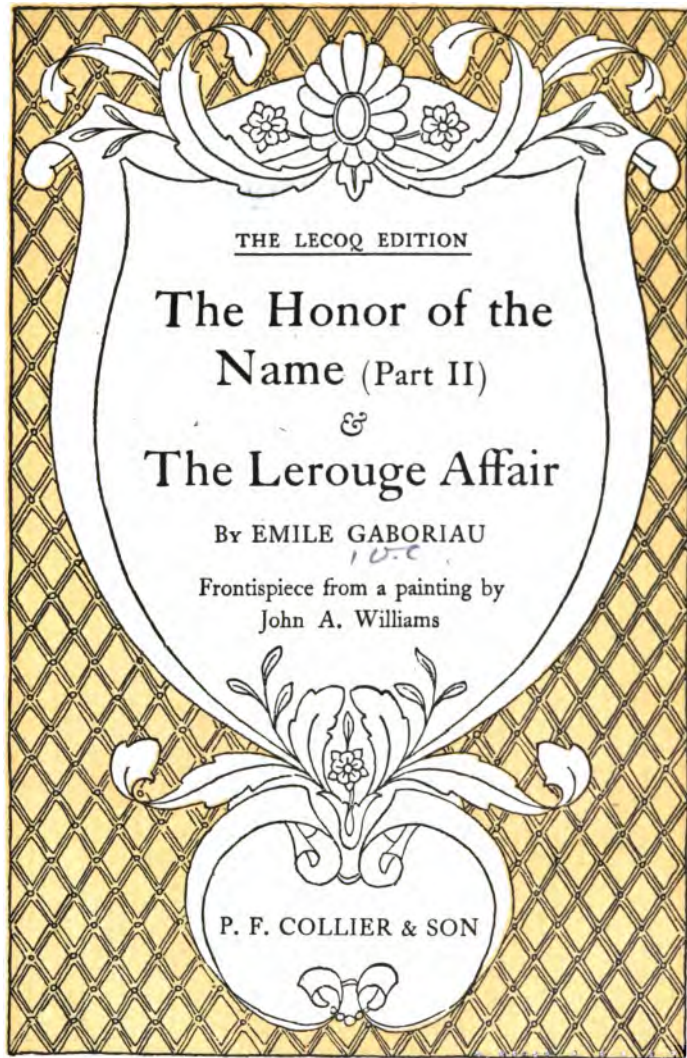 THE LECOQ EDITION
The Honor of the
Name (Part II)
&
The Lerouge Affair
By EMILE GABORIAU
Frontispiece from a painting by
John A. Williams
P. F. COLLIER & SON